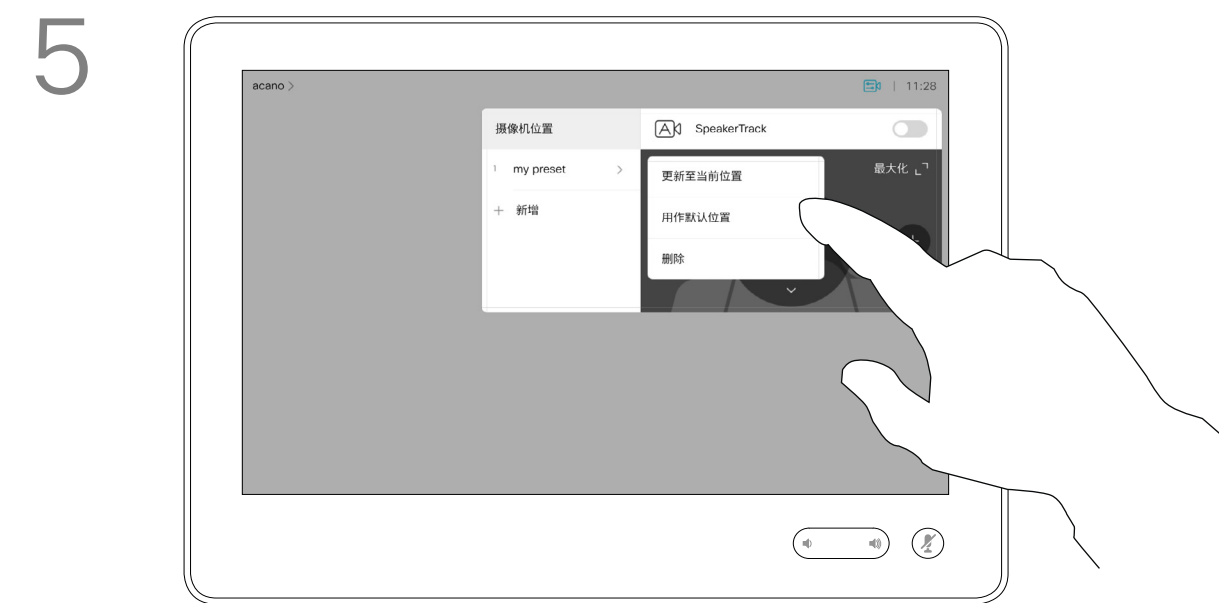 5
acano >
11:28
摄像机位置
SpeakerTrack
1 my preset >
最大化
更新至当前位置
+ 新增
用作默认位置
删除